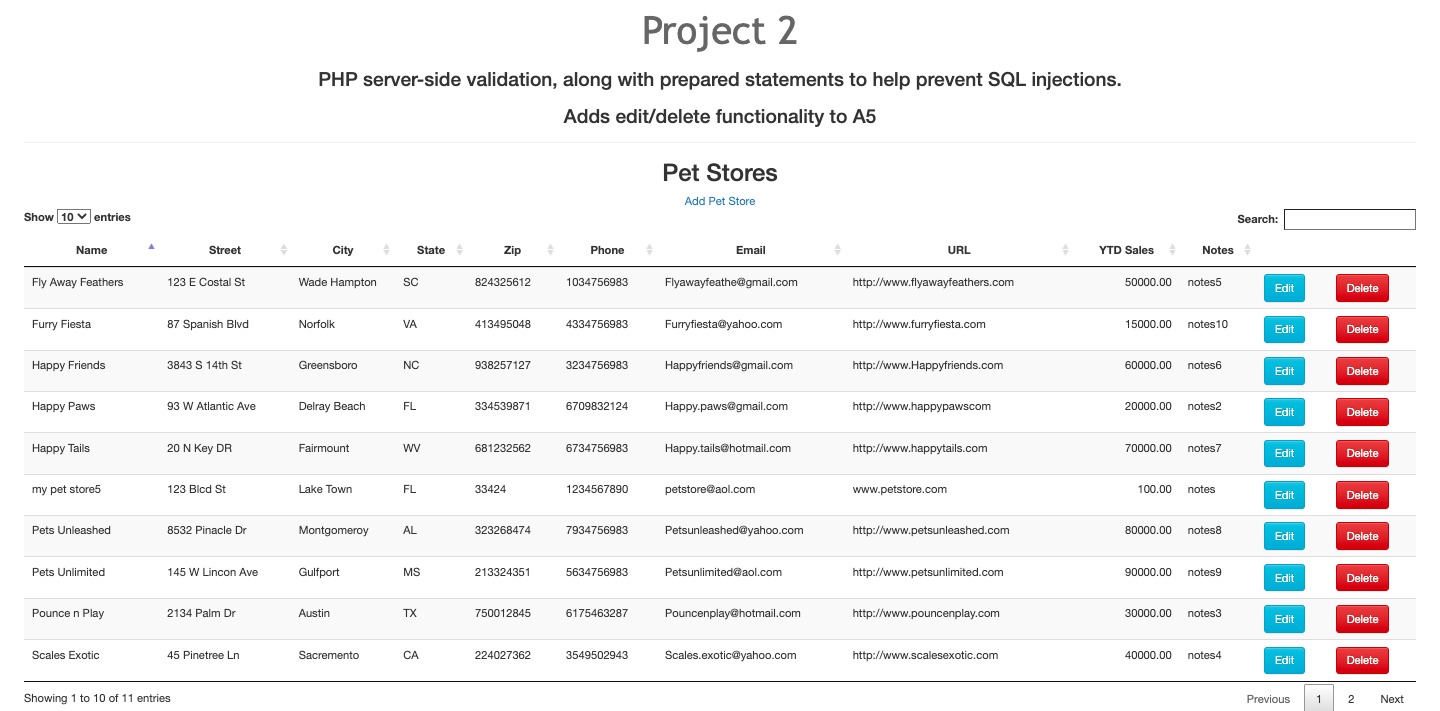 Project 2
PHP server-side validation, along with prepared statements to help prevent SQL injections.
Adds edit/delete functionality to A5
Pet Stores
Add Pet Store
Show 10 entries Search:
Name Street City State Zip Phone Email URL YTD Sales Notes
Fly Away Feathers 123 E Costal St Wade Hampton SC 824325612 1034756983 Flyawayfeathe@gmail.com http://www.flyawayfeathers.com 50000.00 notes5 Edit Delete
Furry Fiesta 87 Spanish Blvd Norfolk VA 413495048 4334756983 Furryfiesta@yahoo.com http://www.furryfiesta.com 15000.00 notes10 Edit Delete
Happy Friends 3843 S 14th St Greensboro NC 938257127 3234756983 Happyfriends@gmail.com http://www.Happyfriends.com 60000.00 notes6 Edit Delete
Happy Paws 93 W Atlantic Ave Delray Beach FL 334539871 6709832124 Happy.paws@gmail.com http://www.happypawscom 20000.00 notes2 Edit Delete
Happy Tails 20 N Key DR Fairmount WV 681232562 6734756983 Happy.tails@hotmail.com http://www.happytails.com 70000.00 notes7 Edit Delete
my pet store5 123 Blcd St Lake Town FL 33424 1234567890 petstore@aol.com www.petstore.com 100.00 notes Edit Delete
Pets Unleashed 8532 Pinacle Dr Montgomeroy AL 323268474 7934756983 Petsunleashed@yahoo.com http://www.petsunleashed.com 80000.00 notes8 Edit Delete
Pets Unlimited 145 W Lincon Ave Gulfport MS 213324351 5634756983 Petsunlimited@aol.com http://www.petsunlimited.com 90000.00 notes9 Edit Delete
Pounce n Play 2134 Palm Dr Austin TX 750012845 6175463287 Pouncenplay@hotmail.com http://www.pouncenplay.com 30000.00 notes3 Edit Delete
Scales Exotic 45 Pinetree Ln Sacremento CA 224027362 3549502943 Scales.exotic@yahoo.com http://www.scalesexotic.com 40000.00 notes4 Edit Delete
Showing 1 to 10 of 11 entries Previous 1 2 Next